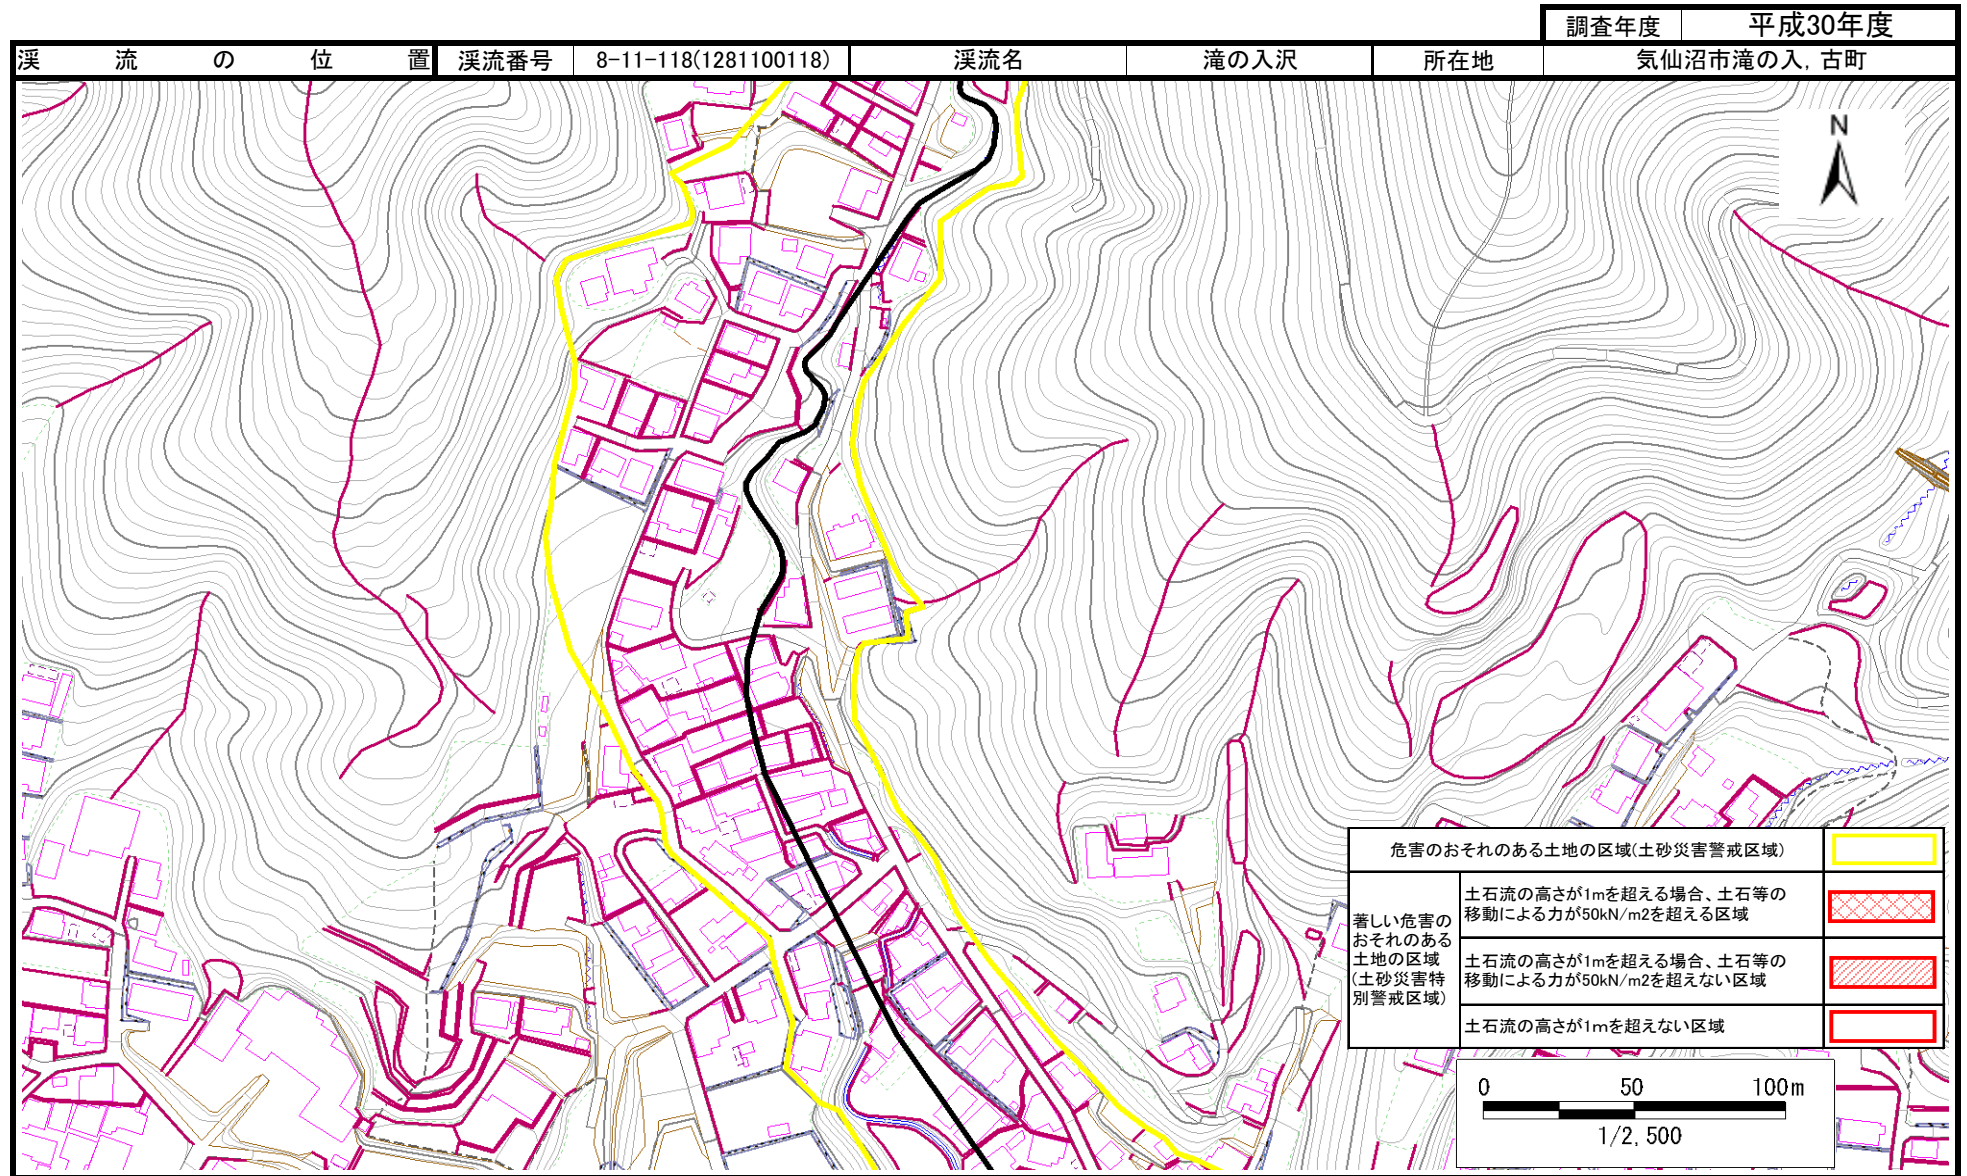 調査年度 平成30年度
渓流の位置 渓流番号 8-11-118(1281100118) 渓流名 滝の入沢 所在地 気仙沼市滝の入, 古町
N
危害のおそれのある土地の区域(土砂災害警戒区域)
著しい危害の
おそれのある
土地の区域
(土砂災害特
別警戒区域)
土石流の高さが1mを超える場合、土石等の
移動による力が50kN/m2を超える区域
土石流の高さが1mを超える場合、土石等の
移動による力が50kN/m2を超えない区域
土石流の高さが1mを超えない区域
0 50 100m
1/2,500